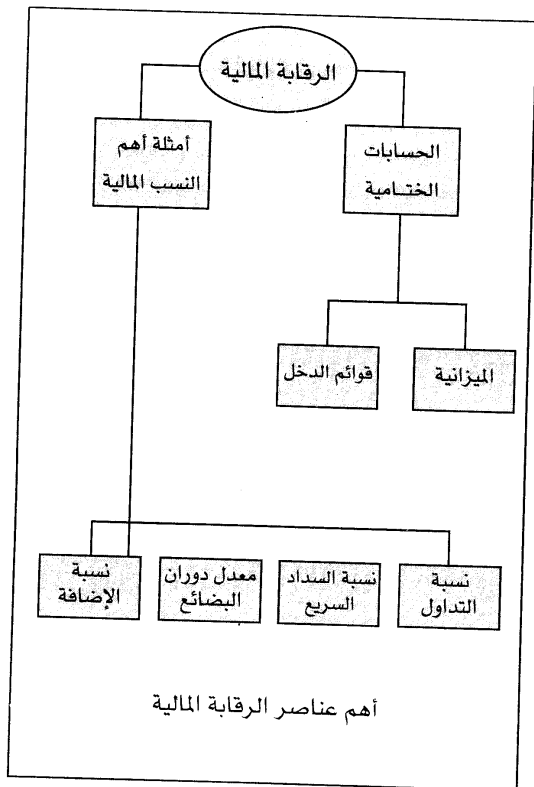 الرقابة المالية
الحسابات
الختامية
أمثلة أهم
النسب المالية
الميزانية
قوائم الدخل
نسبة
التداول
نسبة السداد
السريع
معدل دوران
البضائع
نسبة
الإضافة
أهم عناصر الرقابة المالية